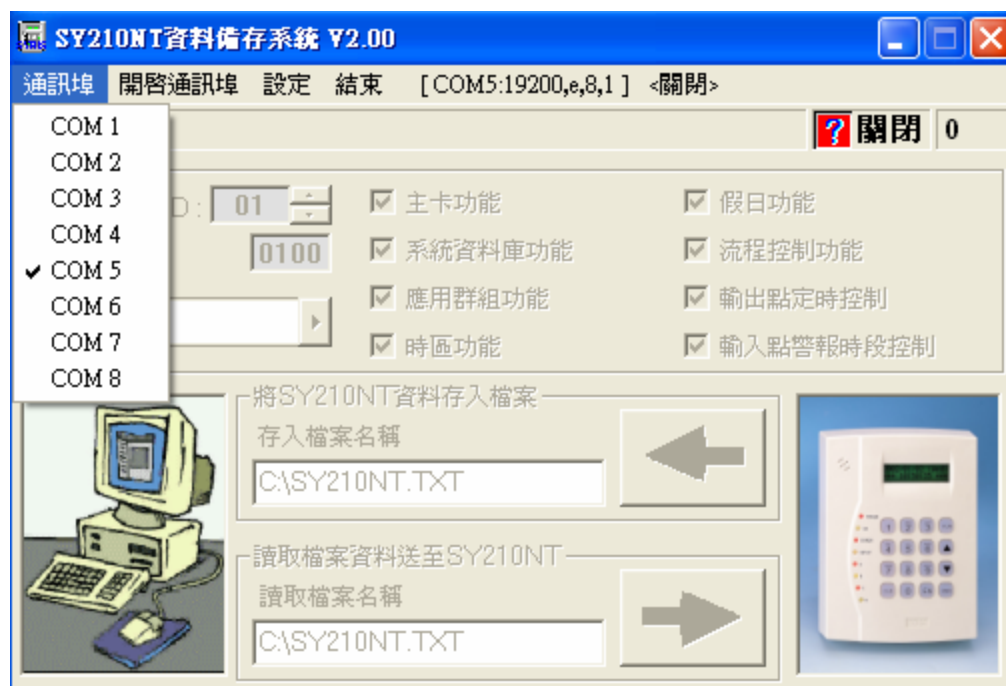 SY210NT資料備存系統 V2.00
通訊埠 開啓通訊埠 設定 結束 [ COM5:19200,e,8,1 ] <關閉>
COM 1
COM 2
COM 3
COM 4
COM 5
COM 6
COM 7
COM 8
? 關閉 0
D : 01
0100
主卡功能
系統資料庫功能
應用群組功能
時區功能
假日功能
流程控制功能
輸出點定時控制
輸入點警報時段控制
將SY210NT資料存入檔案
存入檔案名稱
C:\SY210NT.TXT
讀取檔案資料送至SY210NT
讀取檔案名稱
C:\SY210NT.TXT